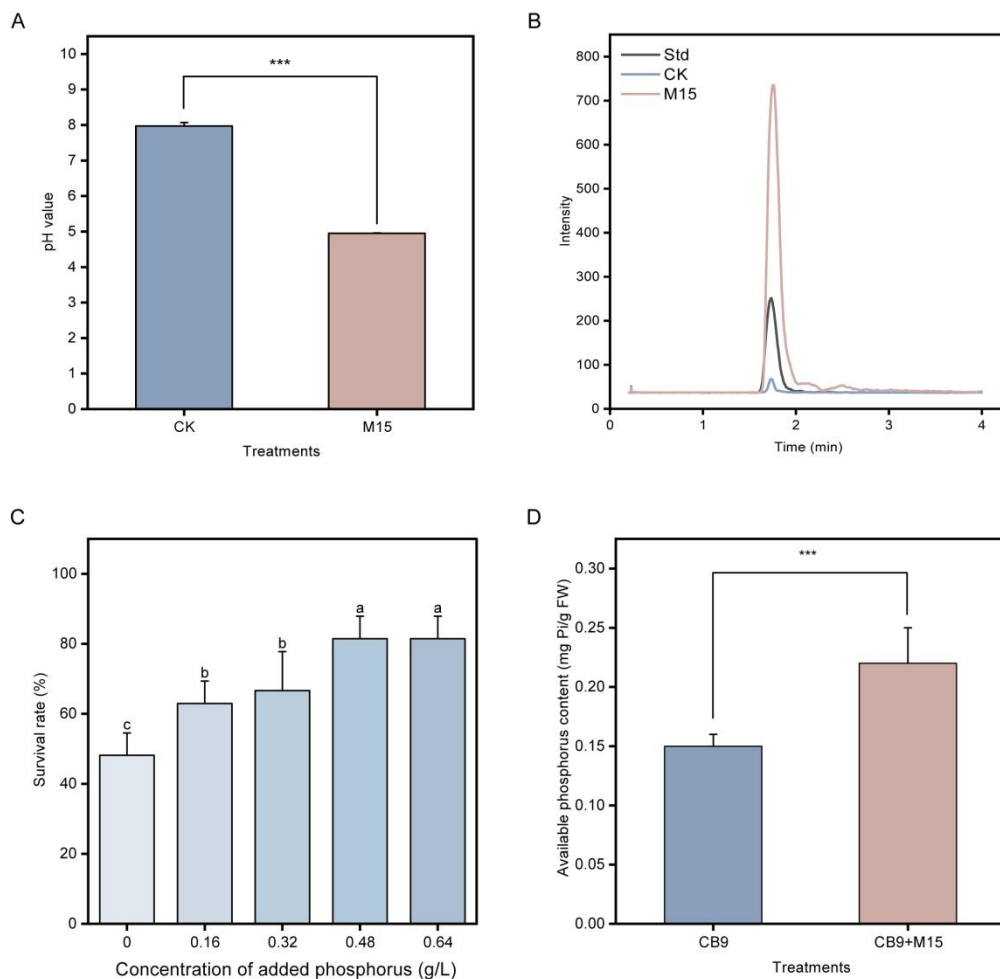 A
pH value
10
9
8
7
6
5
4
3
2
1
0
***
CK
M15
Treatments
B
Intensity
800
700
600
500
400
300
200
100
0
Std
CK
M15
0
1
2
3
4
Time (min)
C
Survival rate (%)
100
80
60
40
20
0
c
b
b
a
a
0
0.16
0.32
0.48
0.64
Concentration of added phosphorus (g/L)
D
Available phosphorus content (mg Pi/g FW)
0.30
0.25
0.20
0.15
0.10
0.05
0.00
***
CB9
CB9+M15
Treatments